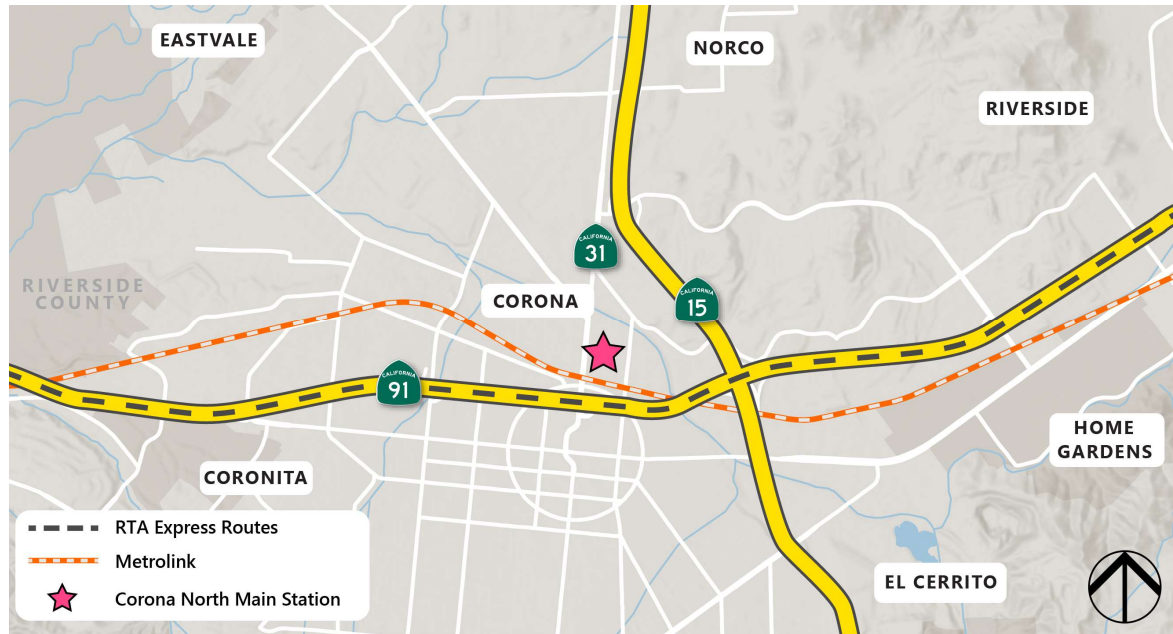 EASTVALE
NORCO
RIVERSIDE
CALIFORNIA
31
RIVERSIDE
COUNTY
CORONA
CALIFORNIA
15
CALIFORNIA
91
HOME
GARDENS
CORONITA
RTA Express Routes
Metrolink
Corona North Main Station
EL CERRITO